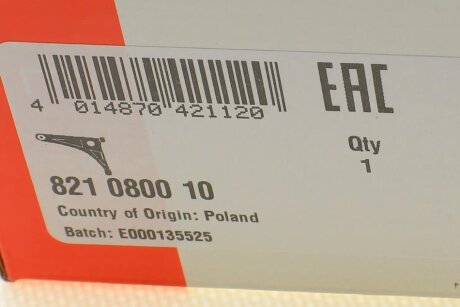 4 014870 421120
EAC
Qty
1
821 0800 10
Country of Origin: Poland
Batch: E000135525